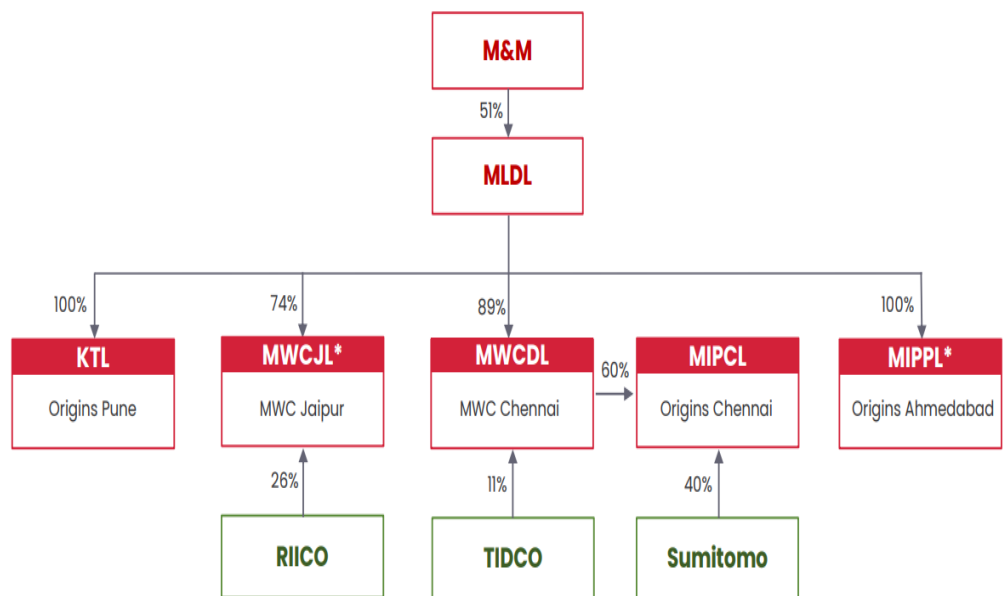 M&M
51%
MLDL
100%
74%
89%
100%
KTL
MWCJL*
MWCDL
MIPCL
MIPPL*
60%
Origins Pune
MWC Jaipur
MWC Chennai
Origins Chennai
Origins Ahmedabad
26%
11%
40%
RIICO
TIDCO
Sumitomo